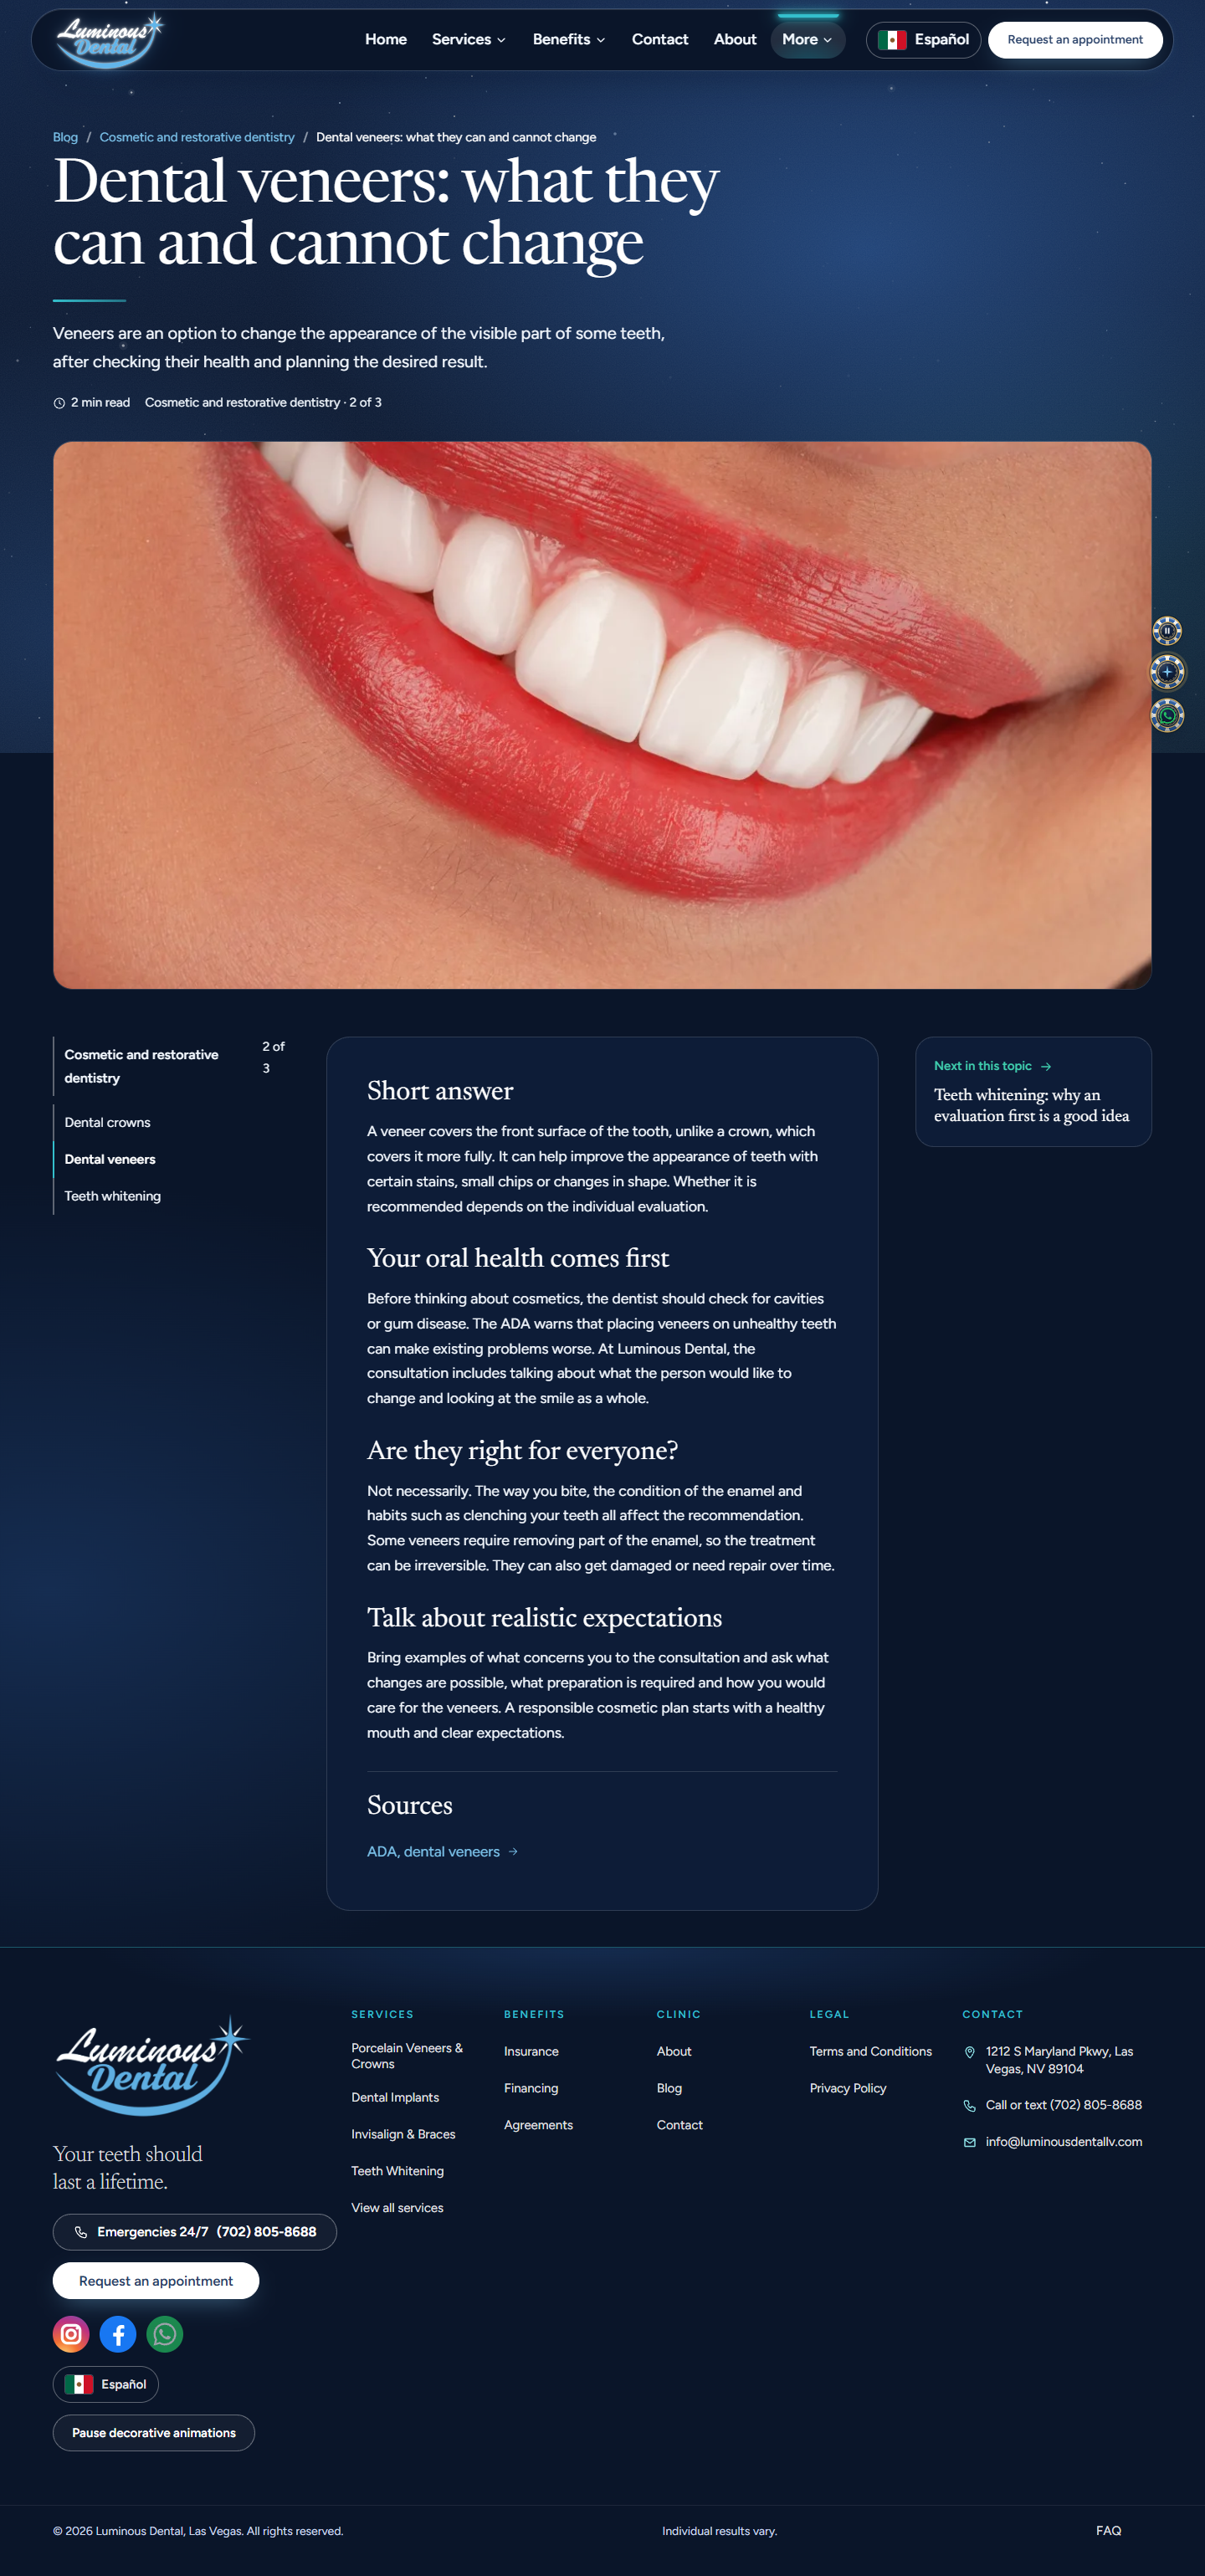 Luminous
Dental
Home
Services
Benefits
Contact
About
More
Español
Request an appointment
Blog / Cosmetic and restorative dentistry / Dental veneers: what they can and cannot change
Dental veneers: what they
can and cannot change
Veneers are an option to change the appearance of the visible part of some teeth,
after checking their health and planning the desired result.
2 min read
Cosmetic and restorative dentistry · 2 of 3
Cosmetic and restorative
dentistry
2 of
3
Dental crowns
Dental veneers
Teeth whitening
Short answer
A veneer covers the front surface of the tooth, unlike a crown, which
covers it more fully. It can help improve the appearance of teeth with
certain stains, small chips or changes in shape. Whether it is
recommended depends on the individual evaluation.
Your oral health comes first
Before thinking about cosmetics, the dentist should check for cavities
or gum disease. The ADA warns that placing veneers on unhealthy teeth
can make existing problems worse. At Luminous Dental, the
consultation includes talking about what the person would like to
change and looking at the smile as a whole.
Are they right for everyone?
Not necessarily. The way you bite, the condition of the enamel and
habits such as clenching your teeth all affect the recommendation.
Some veneers require removing part of the enamel, so the treatment
can be irreversible. They can also get damaged or need repair over time.
Talk about realistic expectations
Bring examples of what concerns you to the consultation and ask what
changes are possible, what preparation is required and how you would
care for the veneers. A responsible cosmetic plan starts with a healthy
mouth and clear expectations.
Sources
ADA, dental veneers →
Next in this topic →
Teeth whitening: why an
evaluation first is a good idea
Luminous
Dental
Your teeth should
last a lifetime.
Emergencies 24/7 (702) 805-8688
Request an appointment
Español
Pause decorative animations
SERVICES
Porcelain Veneers &
Crowns
Dental Implants
Invisalign & Braces
Teeth Whitening
View all services
BENEFITS
Insurance
Financing
Agreements
CLINIC
About
Blog
Contact
LEGAL
Terms and Conditions
Privacy Policy
CONTACT
1212 S Maryland Pkwy, Las
Vegas, NV 89104
Call or text (702) 805-8688
info@luminousdentallv.com
© 2026 Luminous Dental, Las Vegas. All rights reserved.
Individual results vary.
FAQ